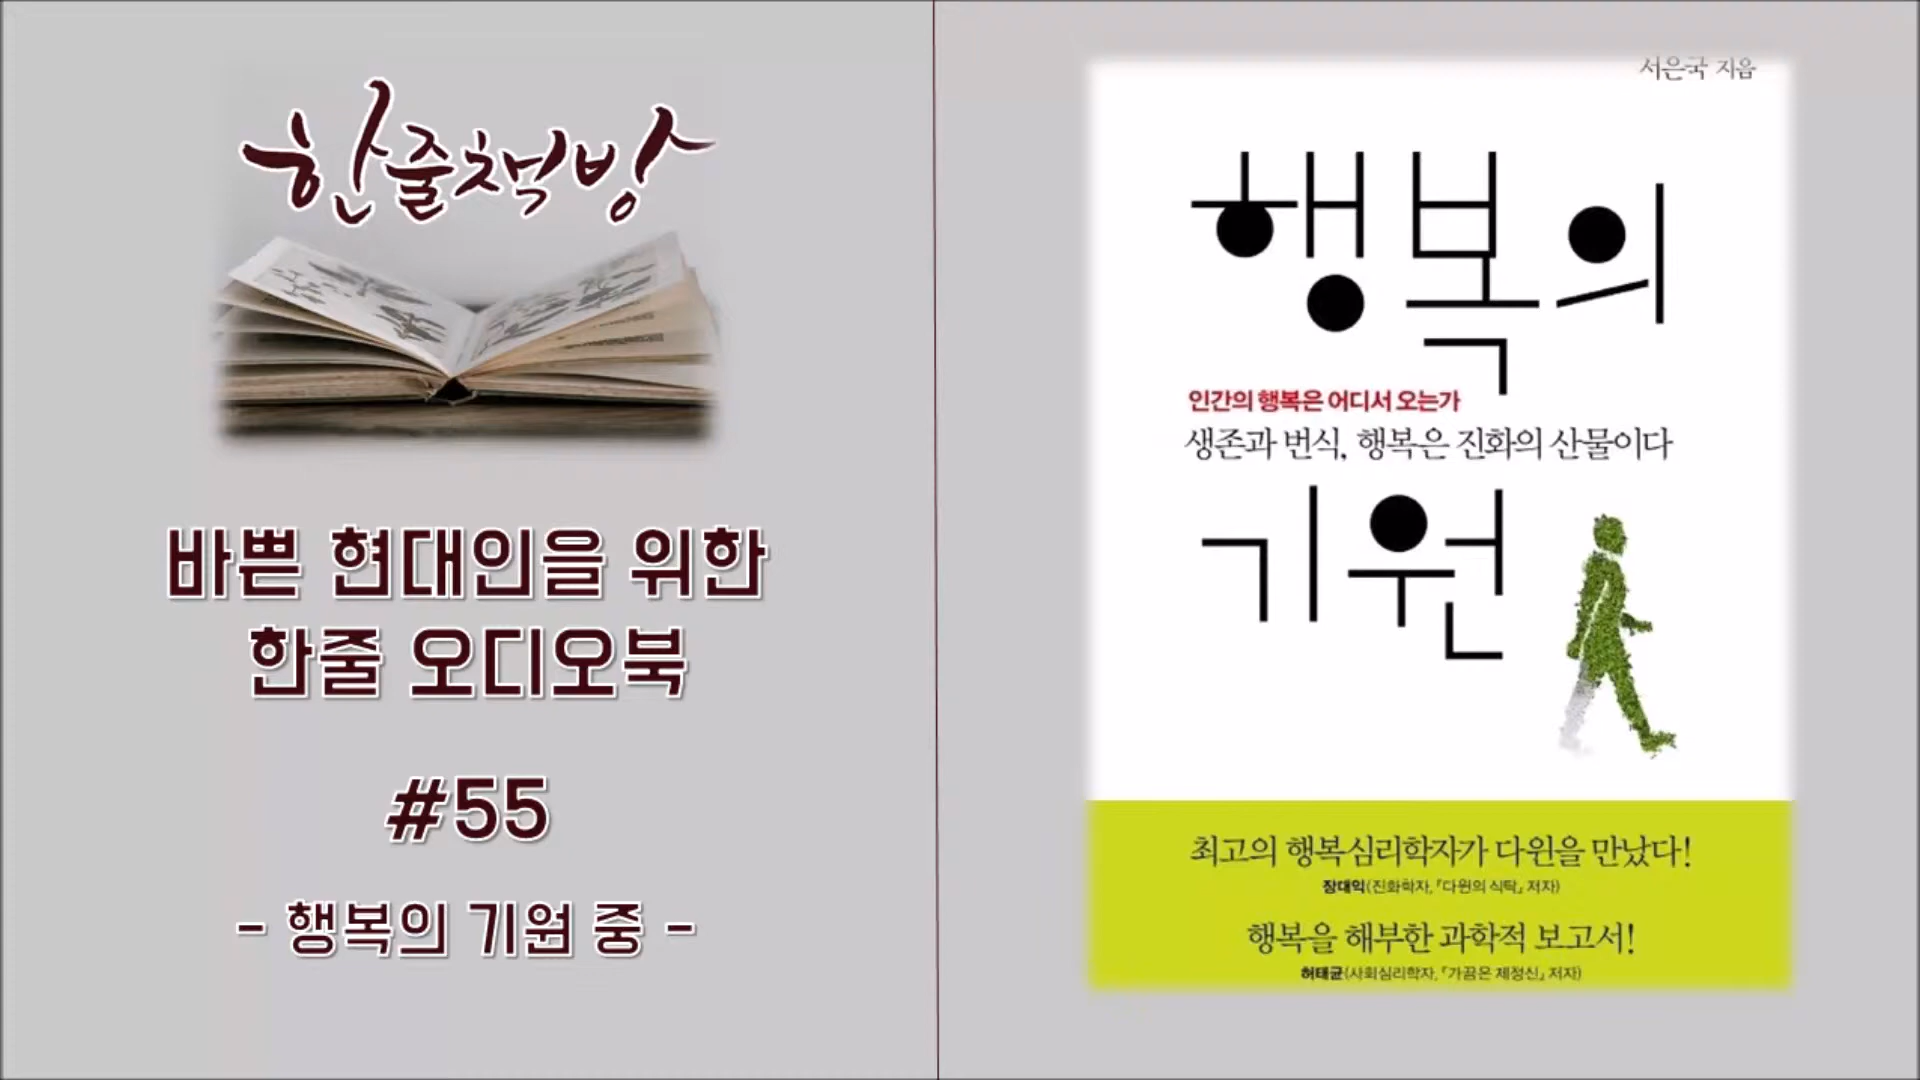 한줄책방
바쁜 현대인을 위한
한줄 오디오북
#55
- 행복의 기원 중 -
서은국 지음
행복의
인간의 행복은 어디서 오는가
생존과 번식, 행복은 진화의 산물이다
기원
최고의 행복심리학자가 다윈을 만났다!
장대익(진화학자, 『다윈의 식탁』 저자)
행복을 해부한 과학적 보고서!
허태균(사회심리학자, 『가끔은 제정신』 저자)